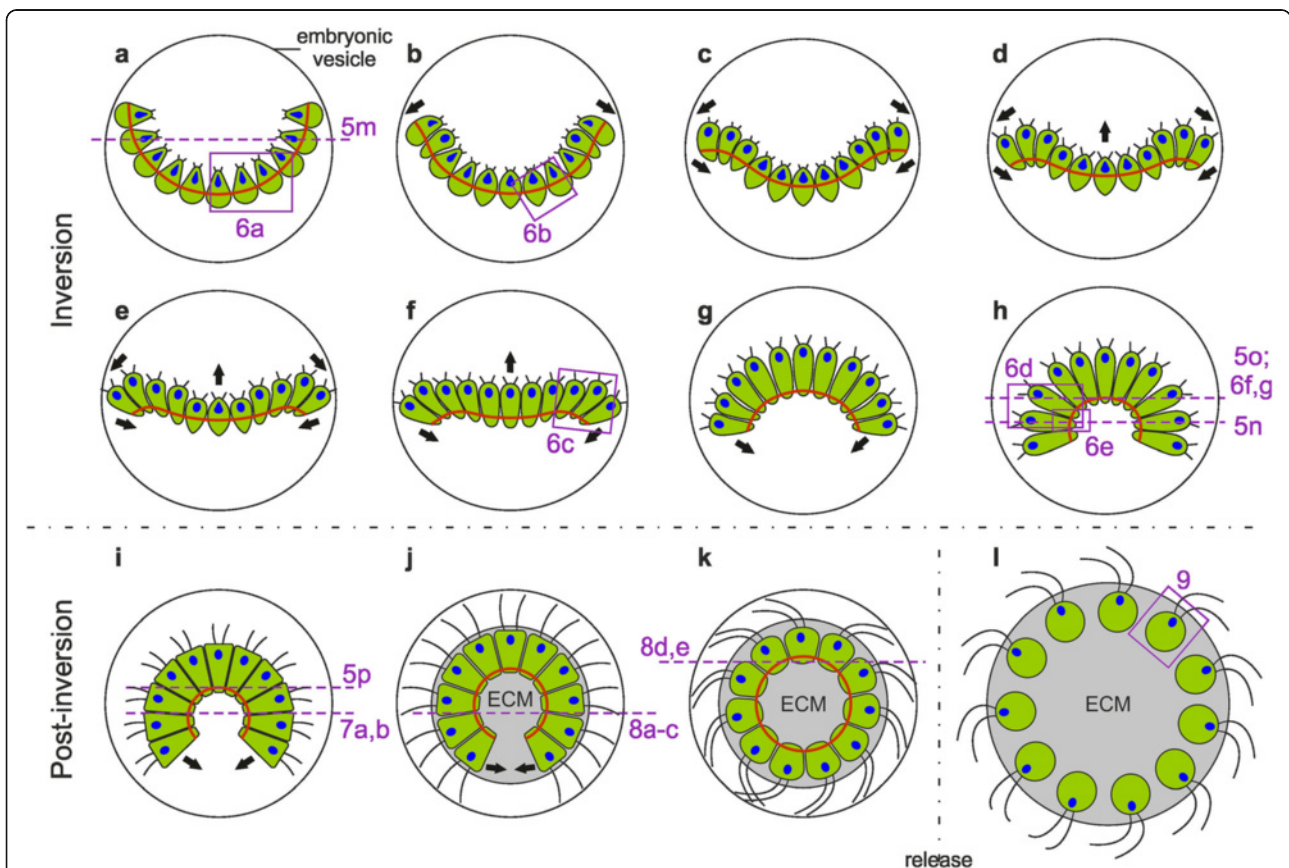 embryonic
vesicle
a
b
c
d
5m
6a
6b
Inversion
e
f
g
h
6c
6d
6e
5o;
6f,g
5n
i
j
k
l
Post-inversion
5p
7a,b
ECM
8d,e
8a-c
ECM
ECM
9
release